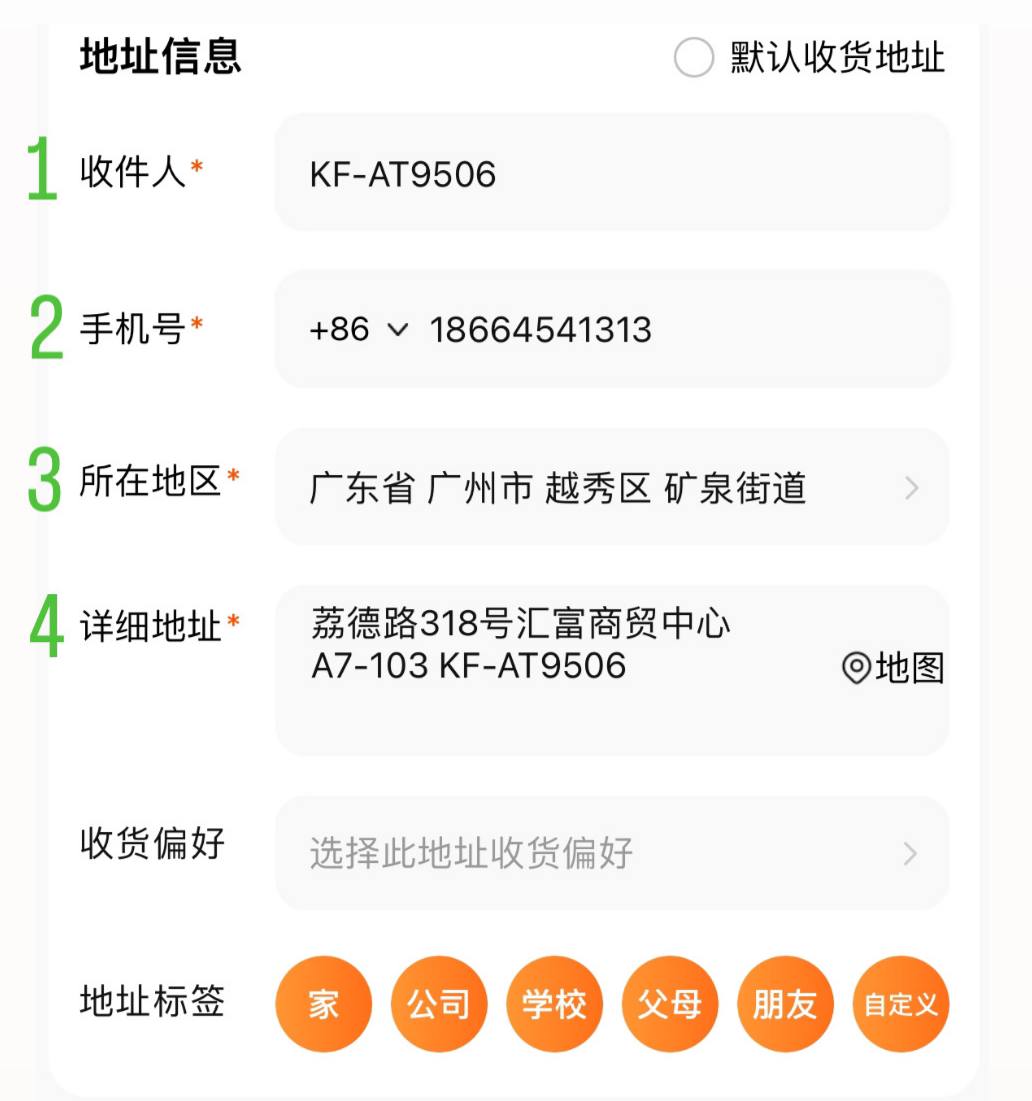 地址信息 默认收货地址
1 收件人* KF-AT9506
2 手机号* +86 18664541313
3 所在地区* 广东省 广州市 越秀区 矿泉街道
4 详细地址* 荔德路318号汇富商贸中心
A7-103 KF-AT9506 地图
收货偏好 选择此地址收货偏好
地址标签 家 公司 学校 父母 朋友 自定义